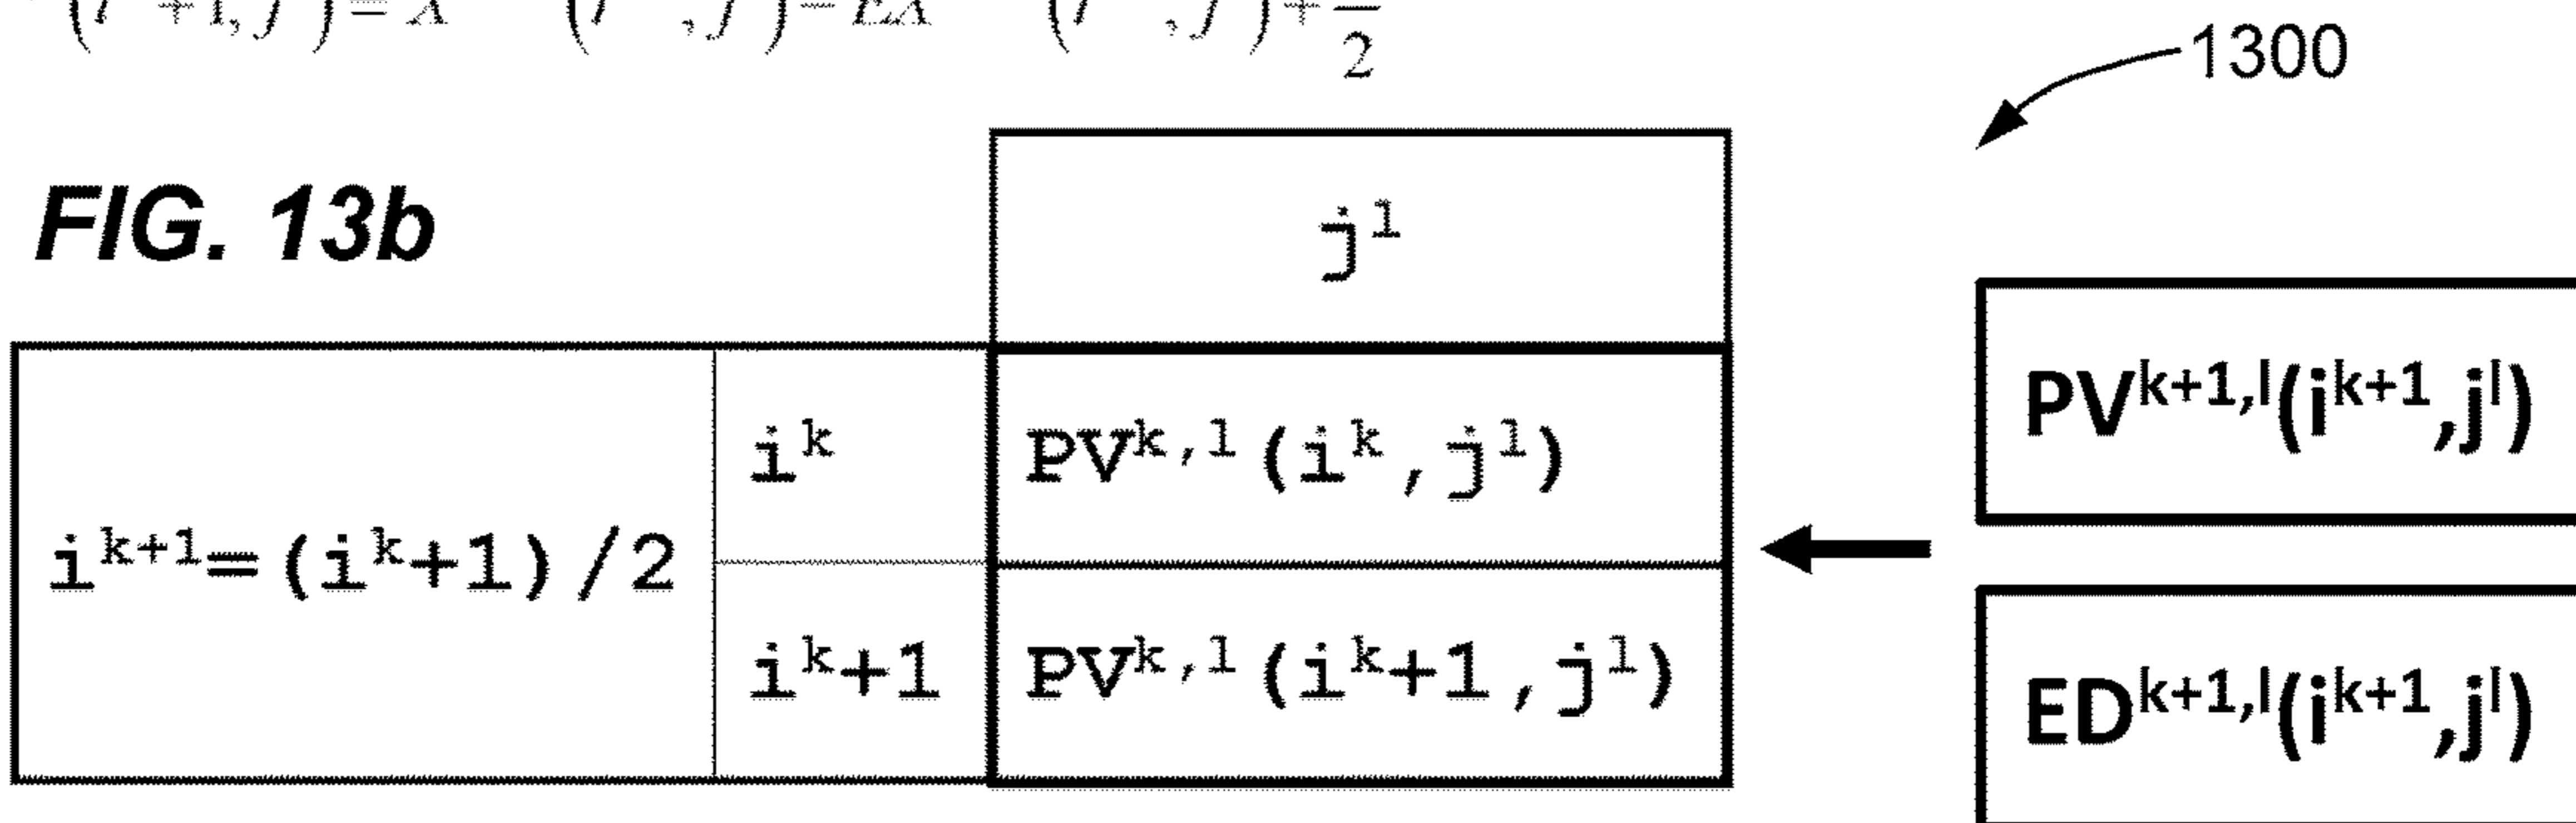 1300
FIG. 13b
j^l
i^k
PV^k,l(i^k,j^l)
i^k+1=(i^k+1)/2
i^k+1
PV^k,l(i^k+1,j^l)
PV^k+1,l(i^k+1,j^l)
ED^k+1,l(i^k+1,j^l)